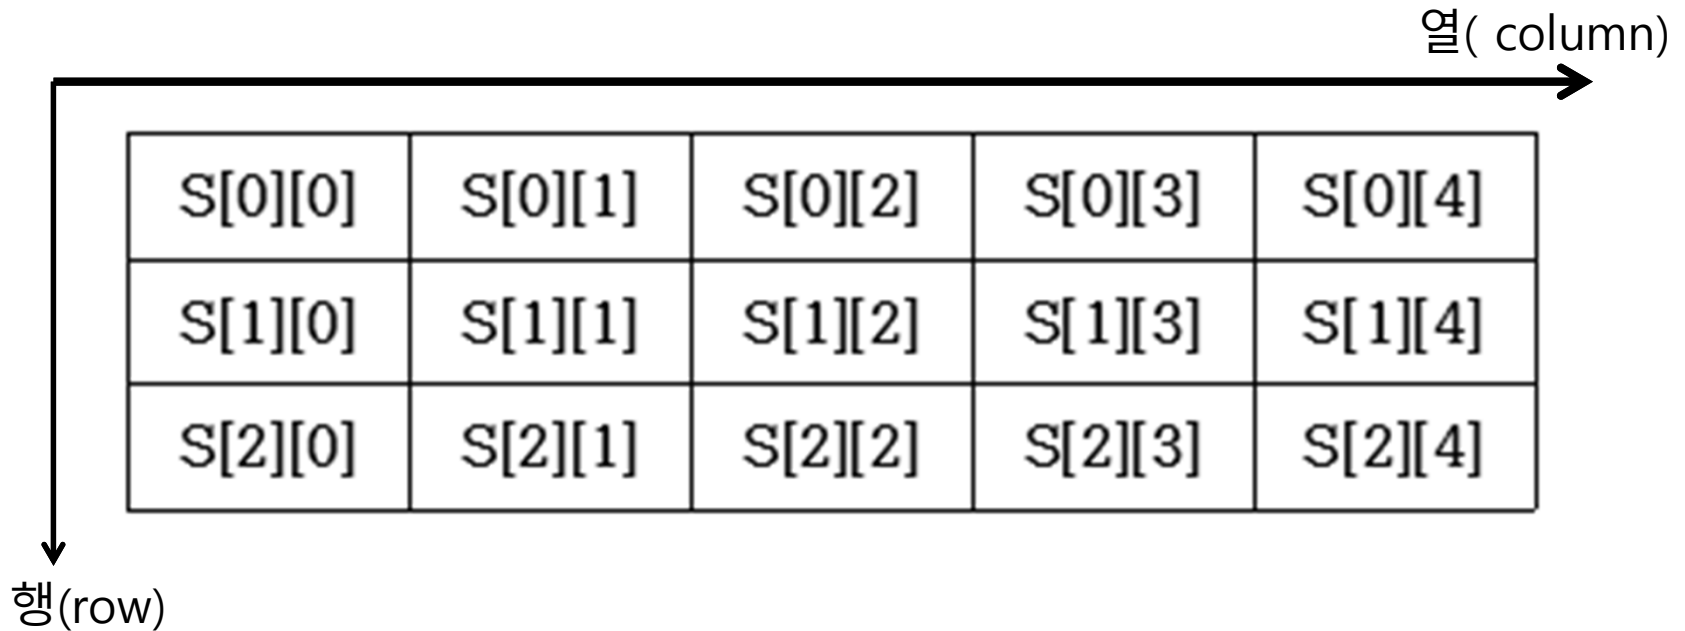 열( column)
S[0][0] S[0][1] S[0][2] S[0][3] S[0][4]
S[1][0] S[1][1] S[1][2] S[1][3] S[1][4]
S[2][0] S[2][1] S[2][2] S[2][3] S[2][4]
행(row)